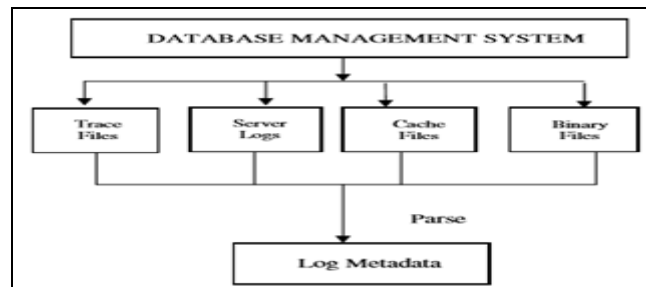 DATABASE MANAGEMENT SYSTEM
Trace
Files
Server
Logs
Cache
Files
Binary
Files
Parse
Log Metadata